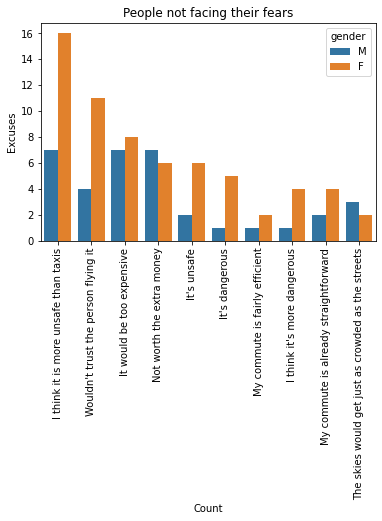 People not facing their fears
gender
M
F
Excuses
16
14
12
10
8
6
4
2
0
I think it is more unsafe than taxis
Wouldn't trust the person flying it
It would be too expensive
Not worth the extra money
It's unsafe
It's dangerous
My commute is fairly efficient
I think it's more dangerous
My commute is already straightforward
The skies would get just as crowded as the streets
Count